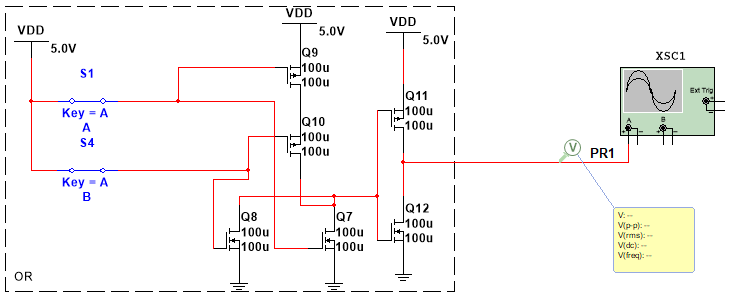 VDD
5.0V
S1
Key = A
A
S4
Key = A
B
VDD
5.0V
Q9
100u
100u
Q10
100u
100u
Q8
100u
100u
Q7
100u
100u
VDD
5.0V
Q11
100u
100u
Q12
100u
100u
OR
PR1
V
V: --
V(p-p): --
V(rms): --
V(dc): --
V(freq): --
XSC1
Ext Trig
+
-
A
B
+ -
+ -